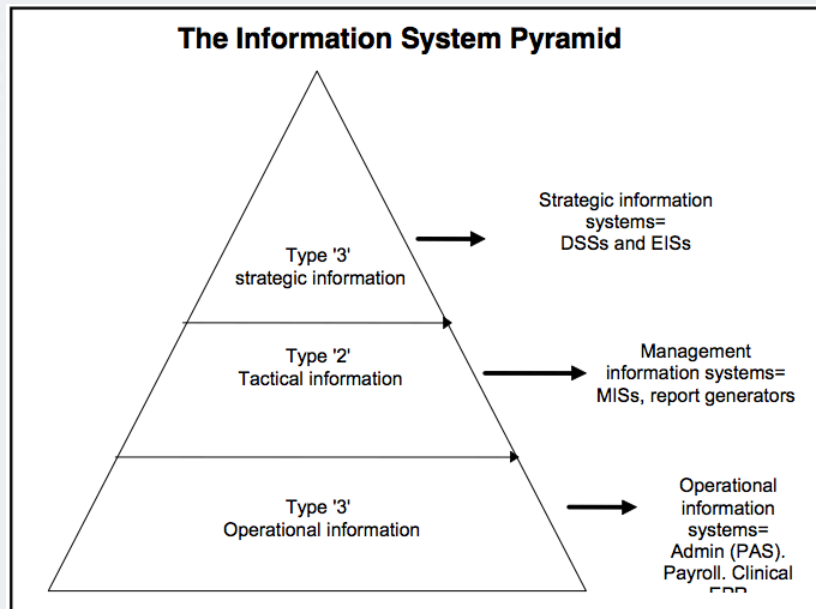 The Information System Pyramid
Strategic information
systems=
DSSs and EISs
Type '3'
strategic information
Management
information systems=
MISs, report generators
Type '2'
Tactical information
Operational
information
systems=
Admin (PAS).
Payroll. Clinical
Type '3'
Operational information